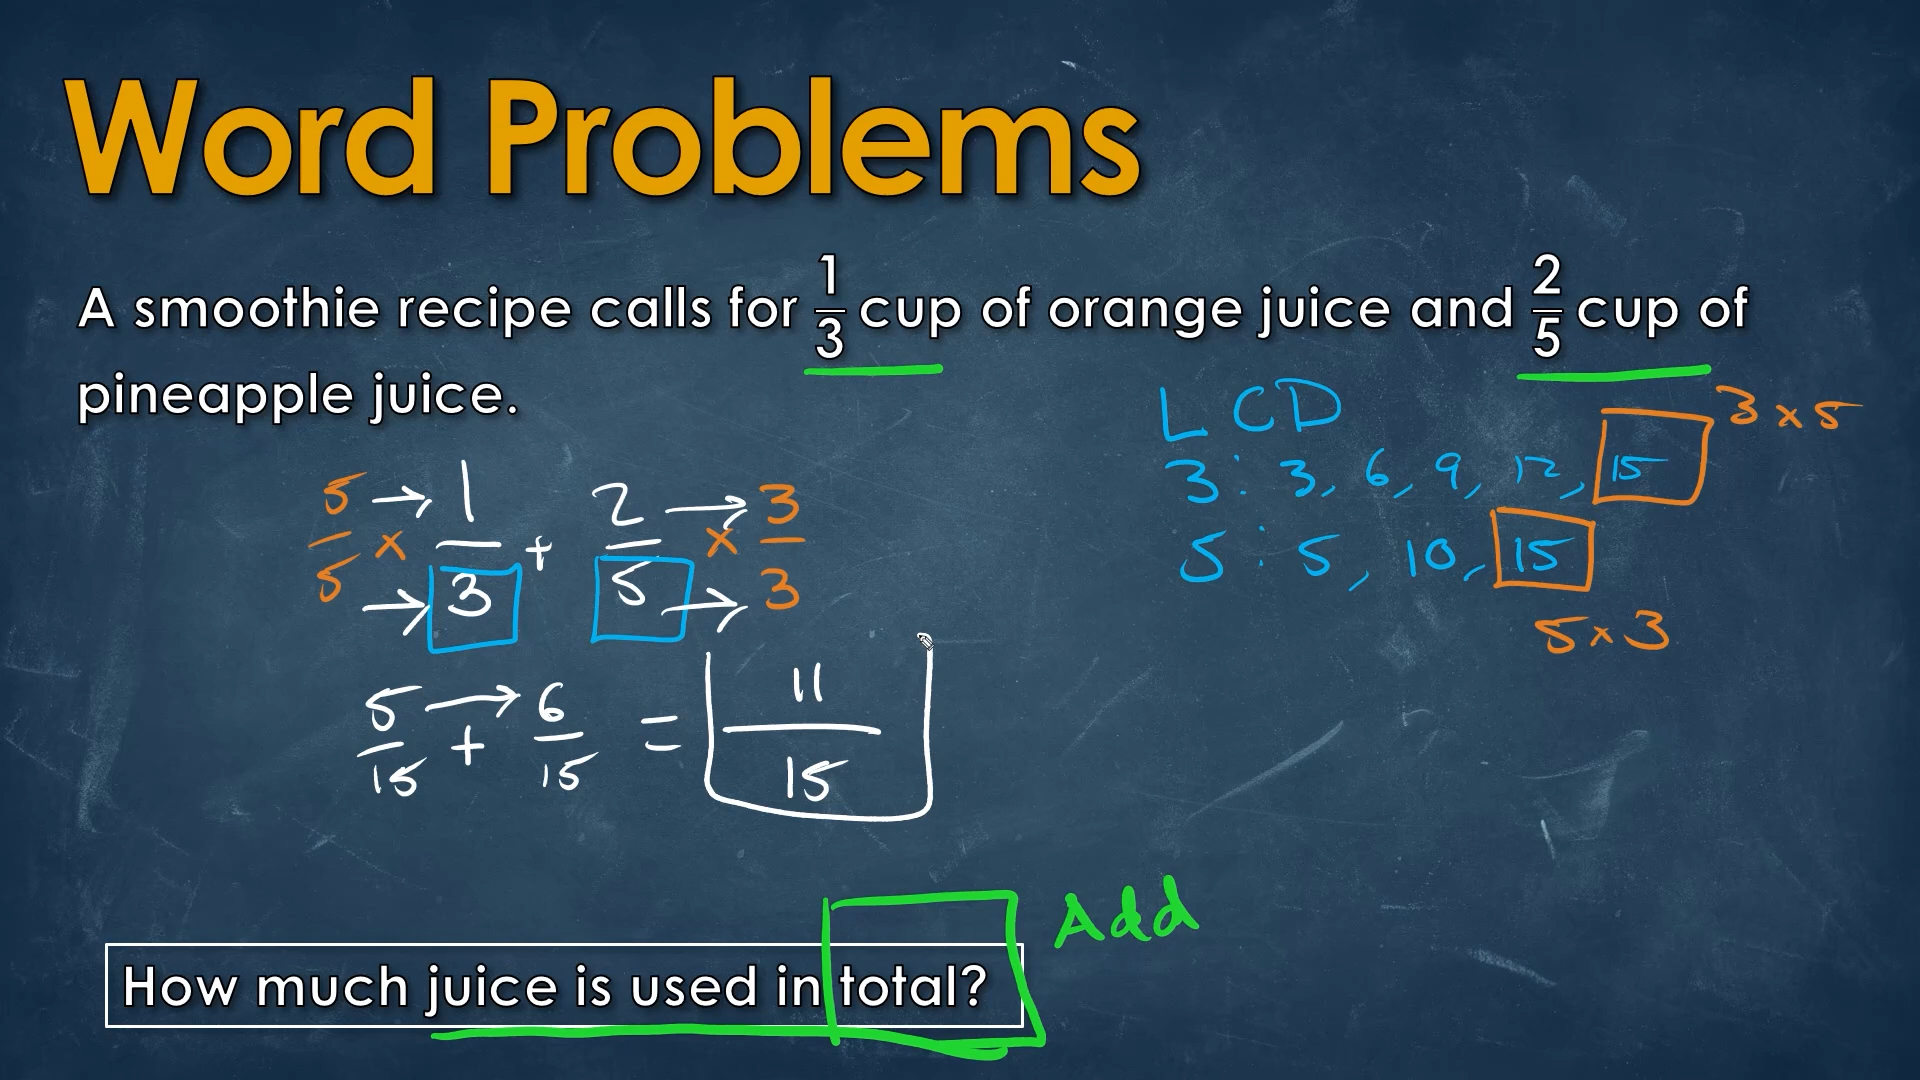 Word Problems
A smoothie recipe calls for 1/3 cup of orange juice and 2/5 cup of
pineapple juice.
LCD
3 : 3, 6, 9, 12, 15 3 x 5
5 : 5, 10, 15
5 x 3
5/5 x → 1/3 + 2/5 → x 3/3
5/15 + 6/15 = 11/15
Add
How much juice is used in total?